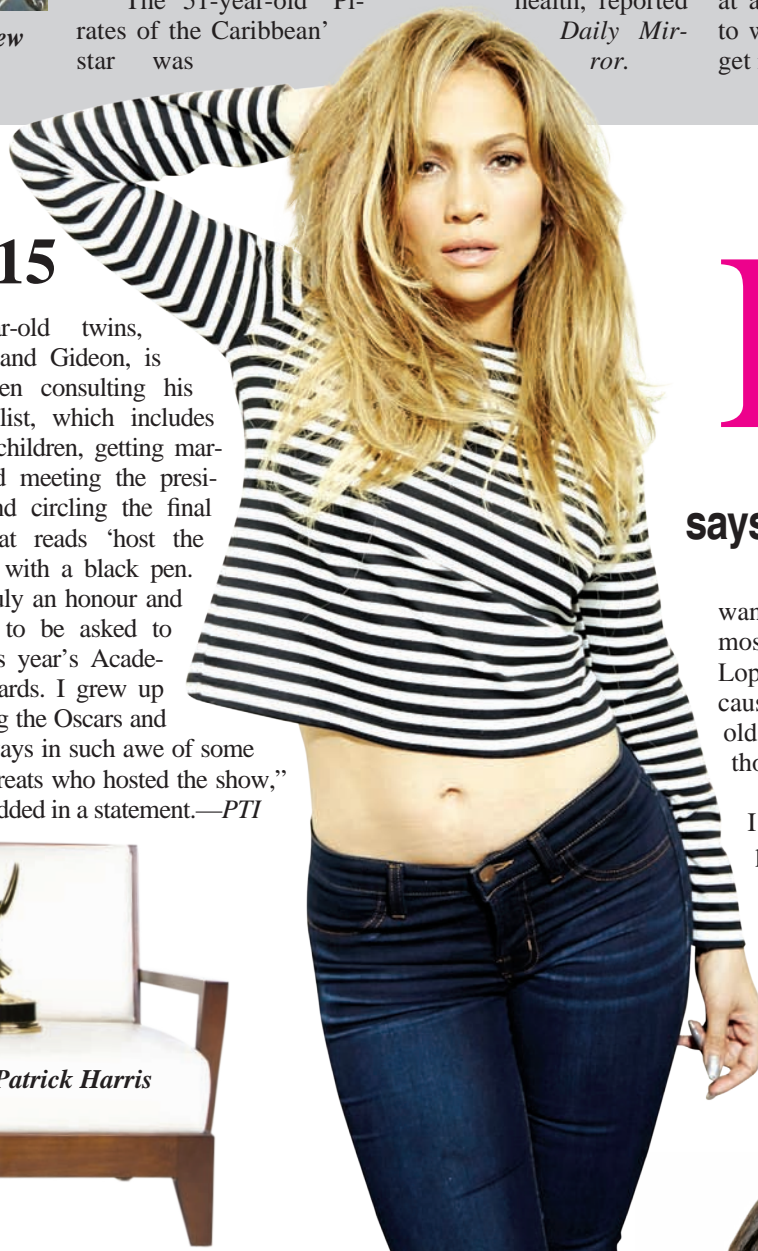 ew
The 51-year-old ‘Pi-
rates of the Caribbean’
star was
health, reported
Daily Mir-
ror.
at a
to w
get
15
r-old twins,
and Gideon, is
en consulting his
list, which includes
children, getting mar-
d meeting the presi-
nd circling the final
at reads ‘host the
with a black pen.
uly an honour and
to be asked to
s year’s Acade-
ards. I grew up
g the Oscars and
ays in such awe of some
reats who hosted the show,”
dded in a statement.—PTI
Patrick Harris
says
wan
mos
Lop
caus
old
tho
I